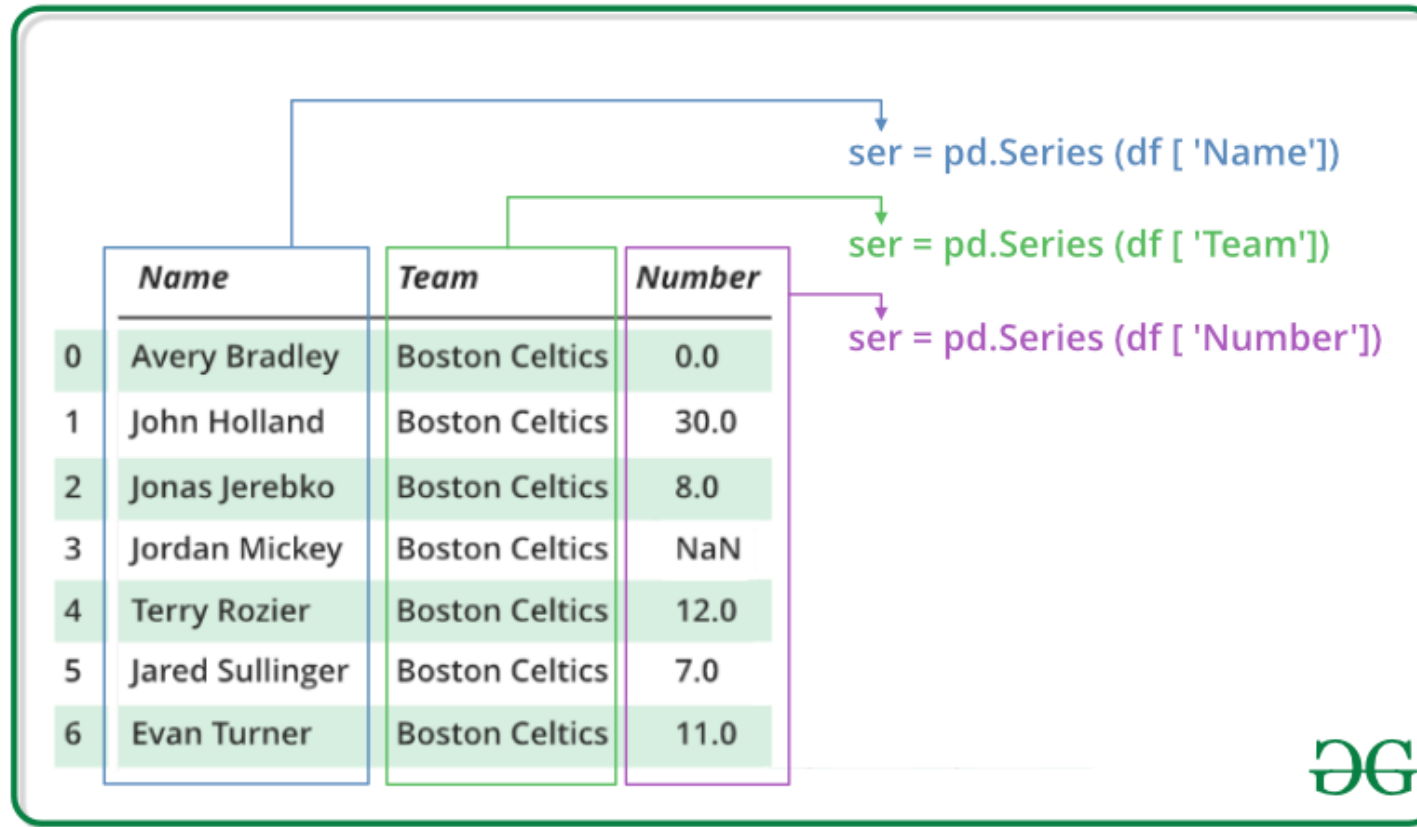 ser = pd.Series (df [ 'Name'])
ser = pd.Series (df [ 'Team'])
ser = pd.Series (df [ 'Number'])
Name Team Number
0 Avery Bradley Boston Celtics 0.0
1 John Holland Boston Celtics 30.0
2 Jonas Jerebko Boston Celtics 8.0
3 Jordan Mickey Boston Celtics NaN
4 Terry Rozier Boston Celtics 12.0
5 Jared Sullinger Boston Celtics 7.0
6 Evan Turner Boston Celtics 11.0